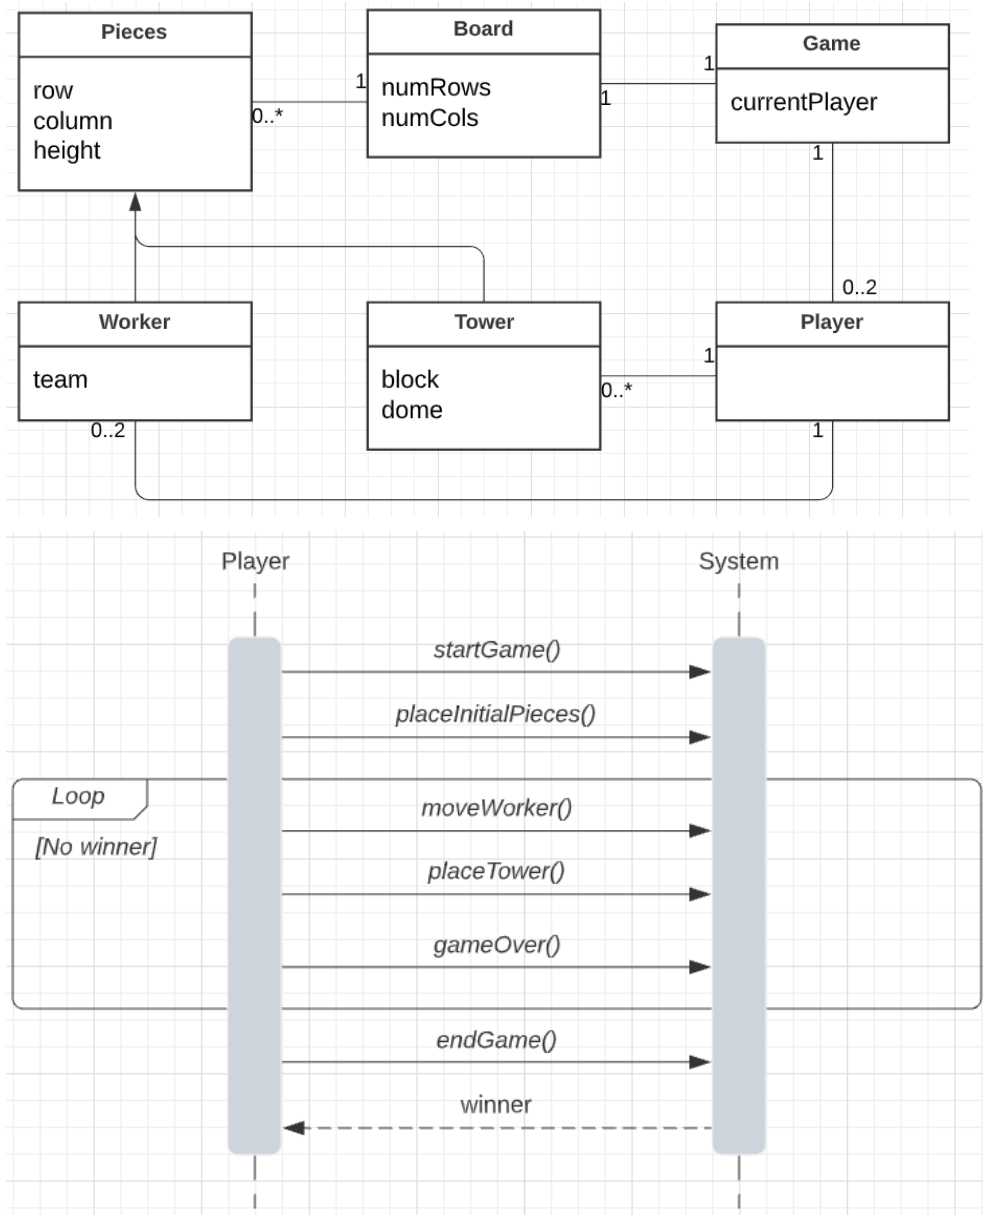 Pieces
row
column
height
Board
numRows
numCols
Game
currentPlayer
1
0..*
1
1
1
0..2
Worker
team
Tower
block
dome
Player
1
0..*
0..2
1
Player
System
startGame()
placeInitialPieces()
Loop
[No winner]
moveWorker()
placeTower()
gameOver()
endGame()
winner